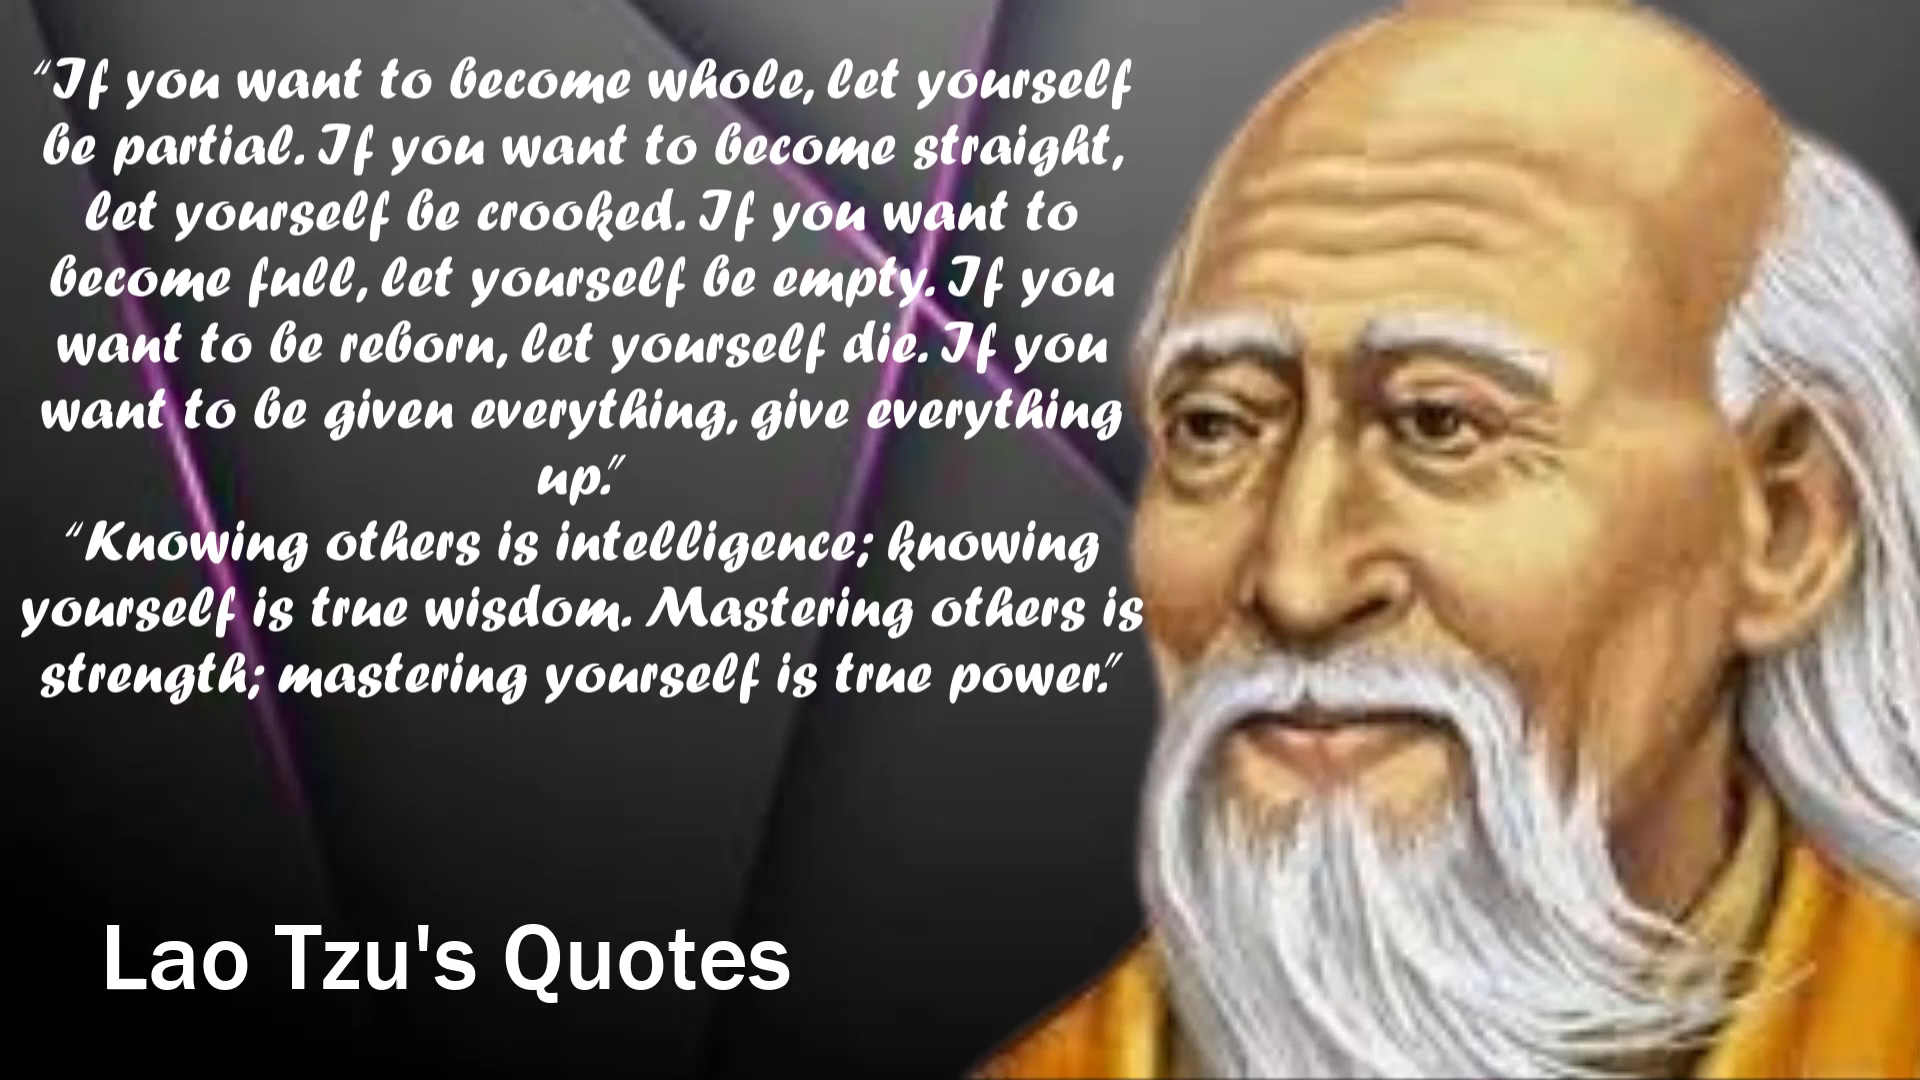 “If you want to become whole, let yourself
be partial. If you want to become straight,
let yourself be crooked. If you want to
become full, let yourself be empty. If you
want to be reborn, let yourself die. If you
want to be given everything, give everything
up.”
“Knowing others is intelligence; knowing
yourself is true wisdom. Mastering others is
strength; mastering yourself is true power.”
Lao Tzu's Quotes